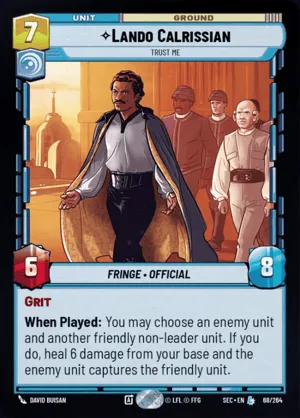 UNIT
GROUND
7
Lando Calrissian
TRUST ME
6
8
FRINGE • OFFICIAL
GRIT
When Played: You may choose an enemy unit
and another friendly non-leader unit. If you
do, heal 6 damage from your base and the
enemy unit captures the friendly unit.
DAVID BUISAN
© LFL © FFG
SEC • EN
68/264